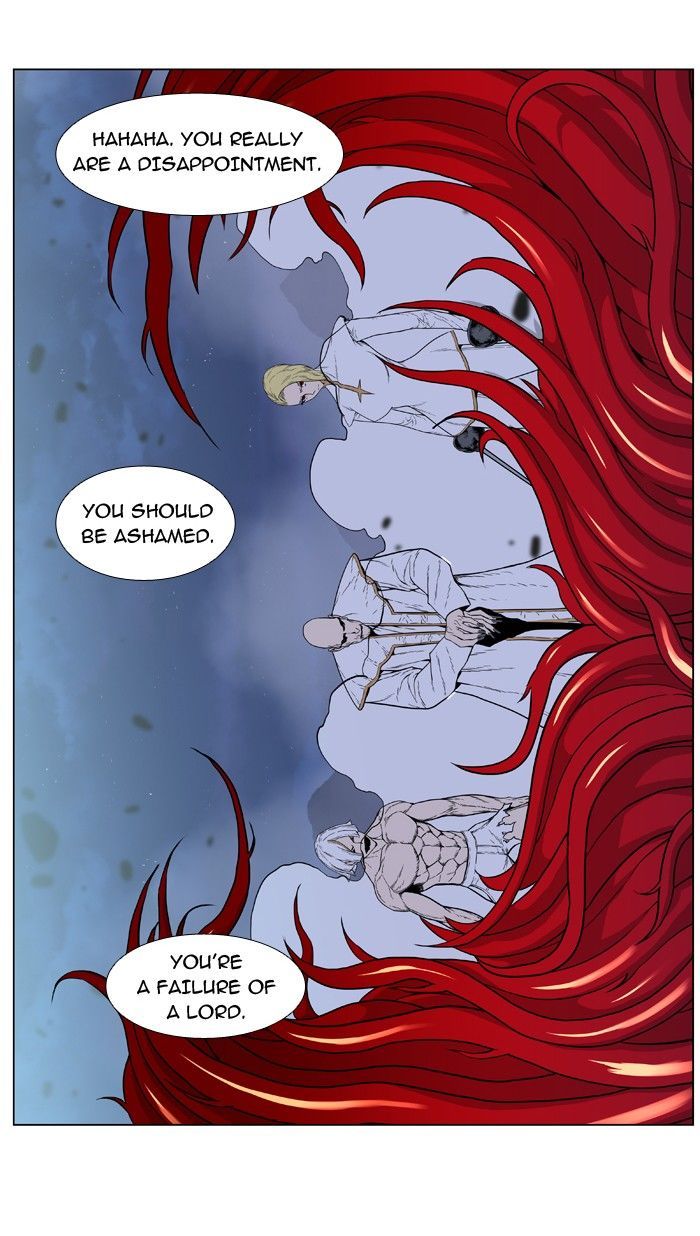 HAHAHA. YOU REALLY
ARE A DISAPPOINTMENT.
YOU SHOULD
BE ASHAMED.
YOU'RE
A FAILURE OF
A LORD.